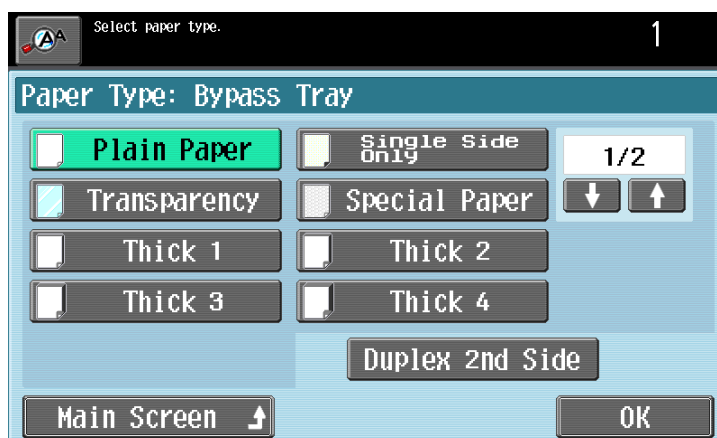 AA
Select paper type.
1
Paper Type: Bypass Tray
Plain Paper
Single Side
Only
1/2
Transparency
Special Paper
Thick 1
Thick 2
Thick 3
Thick 4
Duplex 2nd Side
Main Screen
OK